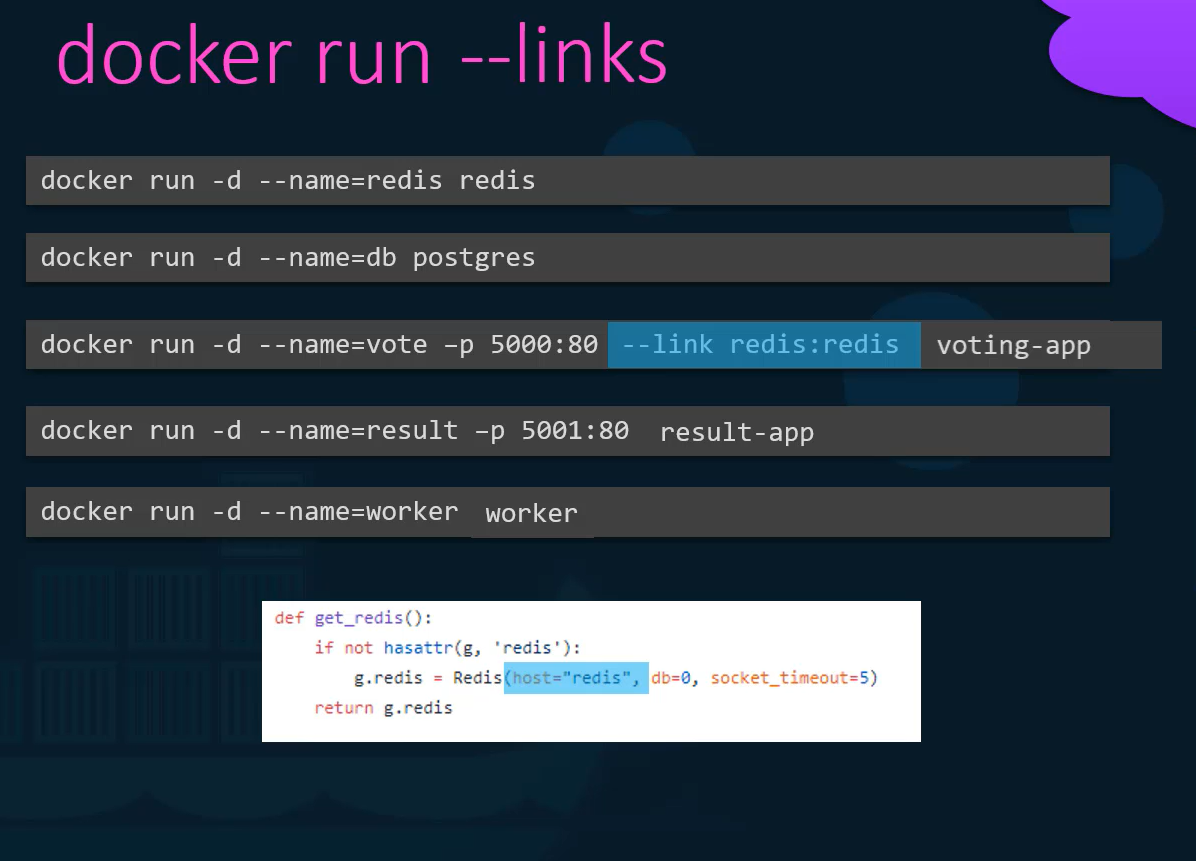 docker run --links
docker run -d --name=redis redis
docker run -d --name=db postgres
docker run -d --name=vote –p 5000:80 --link redis:redis voting-app
docker run -d --name=result –p 5001:80 result-app
docker run -d --name=worker worker
def get_redis():
    if not hasattr(g, 'redis'):
        g.redis = Redis(host="redis", db=0, socket_timeout=5)
    return g.redis